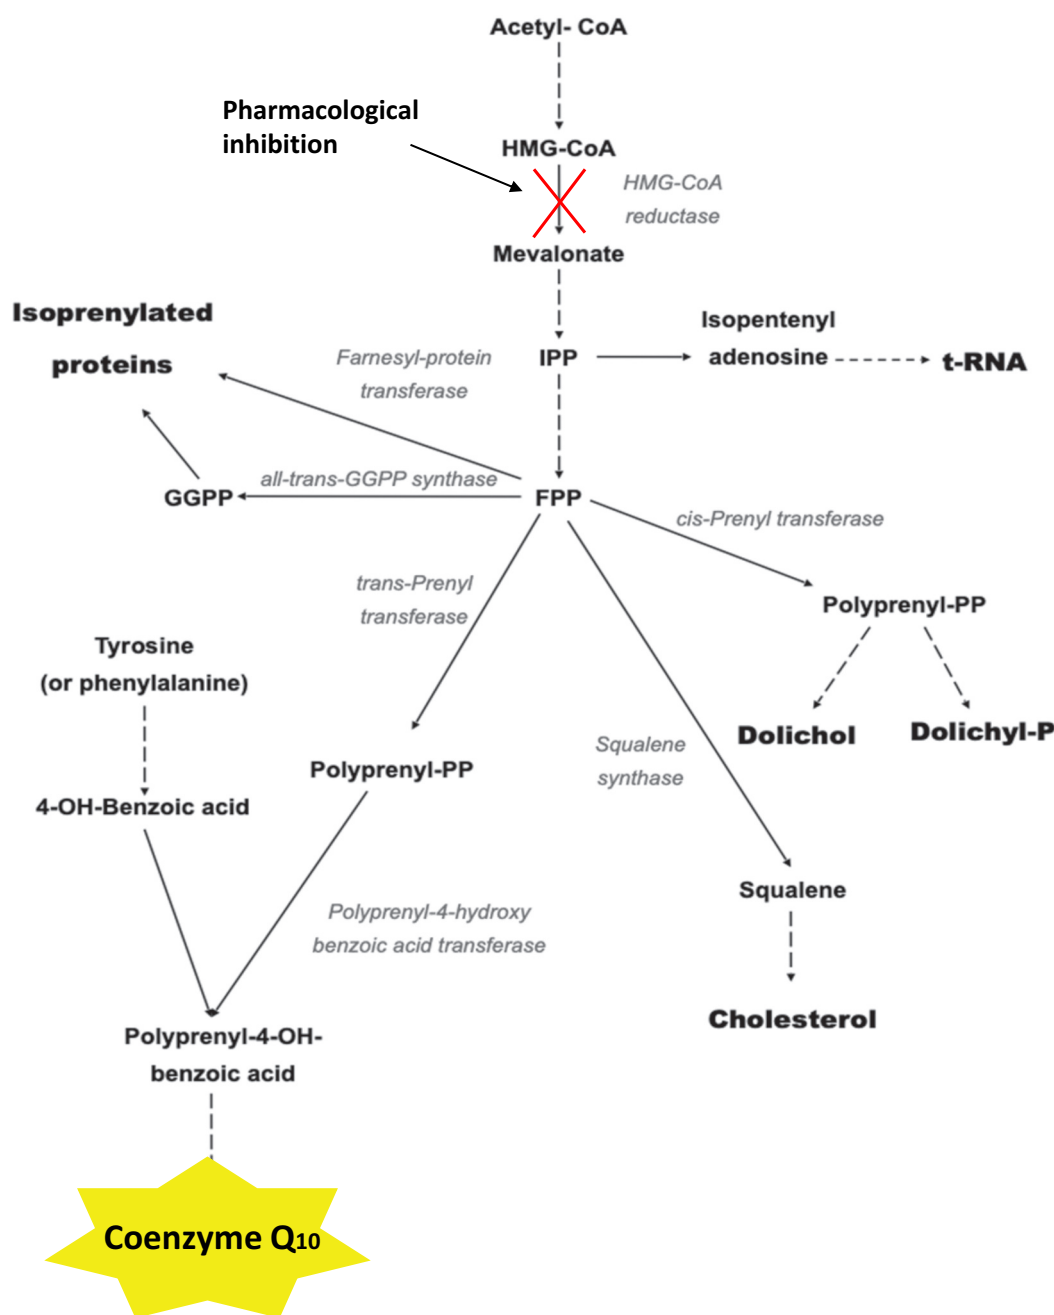 Acetyl- CoA
Pharmacological
inhibition
HMG-CoA
HMG-CoA
reductase
Mevalonate
Isoprenylated
proteins
Farnesyl-protein
transferase
IPP
Isopentenyl
adenosine
t-RNA
all-trans-GGPP synthase
GGPP
FPP
cis-Prenyl transferase
trans-Prenyl
transferase
Polyprenyl-PP
Tyrosine
(or phenylalanine)
Dolichol
Dolichyl-P
Squalene
synthase
Polyprenyl-PP
4-OH-Benzoic acid
Squalene
Polyprenyl-4-hydroxy
benzoic acid transferase
Cholesterol
Polyprenyl-4-OH-
benzoic acid
Coenzyme Q10